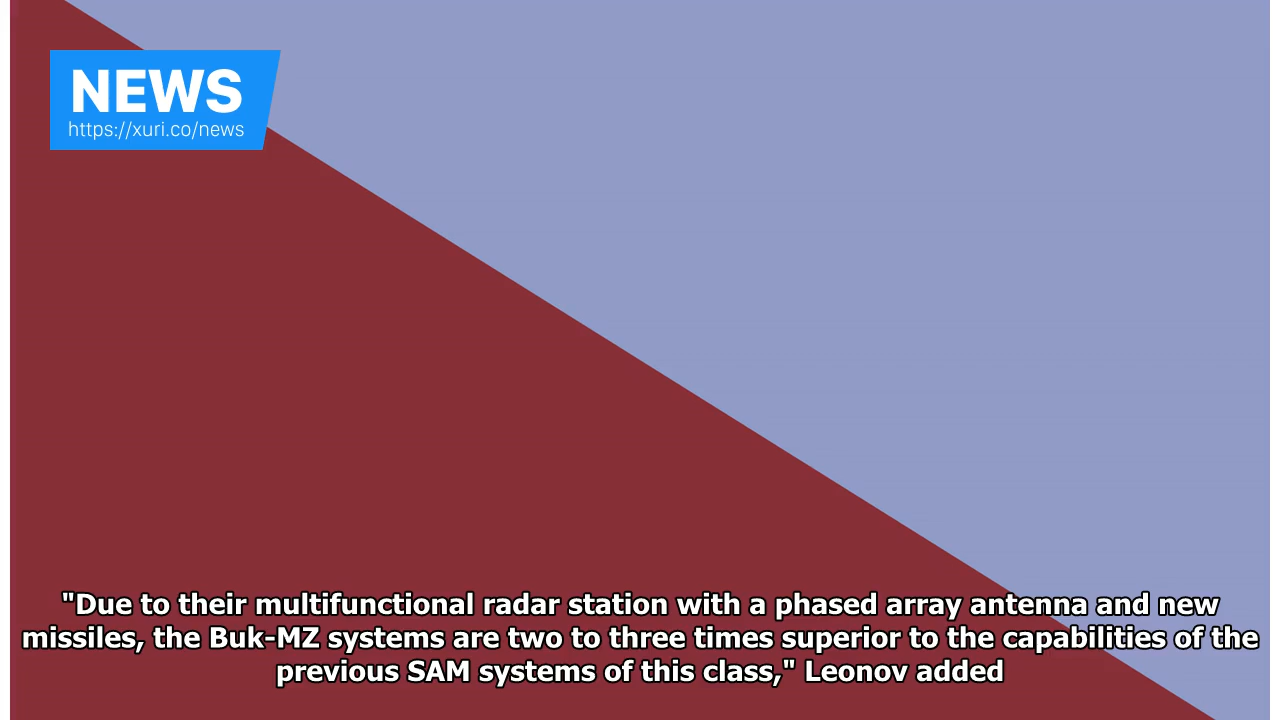 NEWS
https://xuri.co/news
"Due to their multifunctional radar station with a phased array antenna and new
missiles, the Buk-MZ systems are two to three times superior to the capabilities of the
previous SAM systems of this class," Leonov added